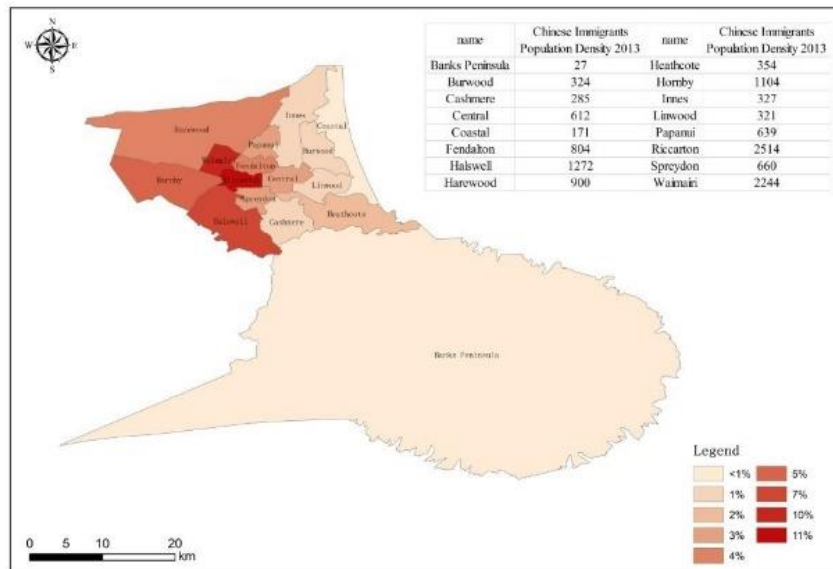 N
W E
S
name Chinese Immigrants Population Density 2013 name Chinese Immigrants Population Density 2013
Banks Peninsula 27 Heathcote 354
Burwood 324 Hornby 1104
Cashmere 285 Innes 327
Central 612 Linwood 321
Coastal 171 Papanui 639
Fendalton 804 Riccarton 2514
Halswell 1272 Spreydon 660
Harewood 900 Waimairi 2244
Harewood
Innes
Coastal
Papanui
Burwood
Waimairi
Fendalton
Hornby
Riccarton
Central
Linwood
Spreydon
Halswell
Cashmere
Heathcote
Banks Peninsula
Legend
<1% 5%
1% 7%
2% 10%
3% 11%
4%
0 5 10 20
km